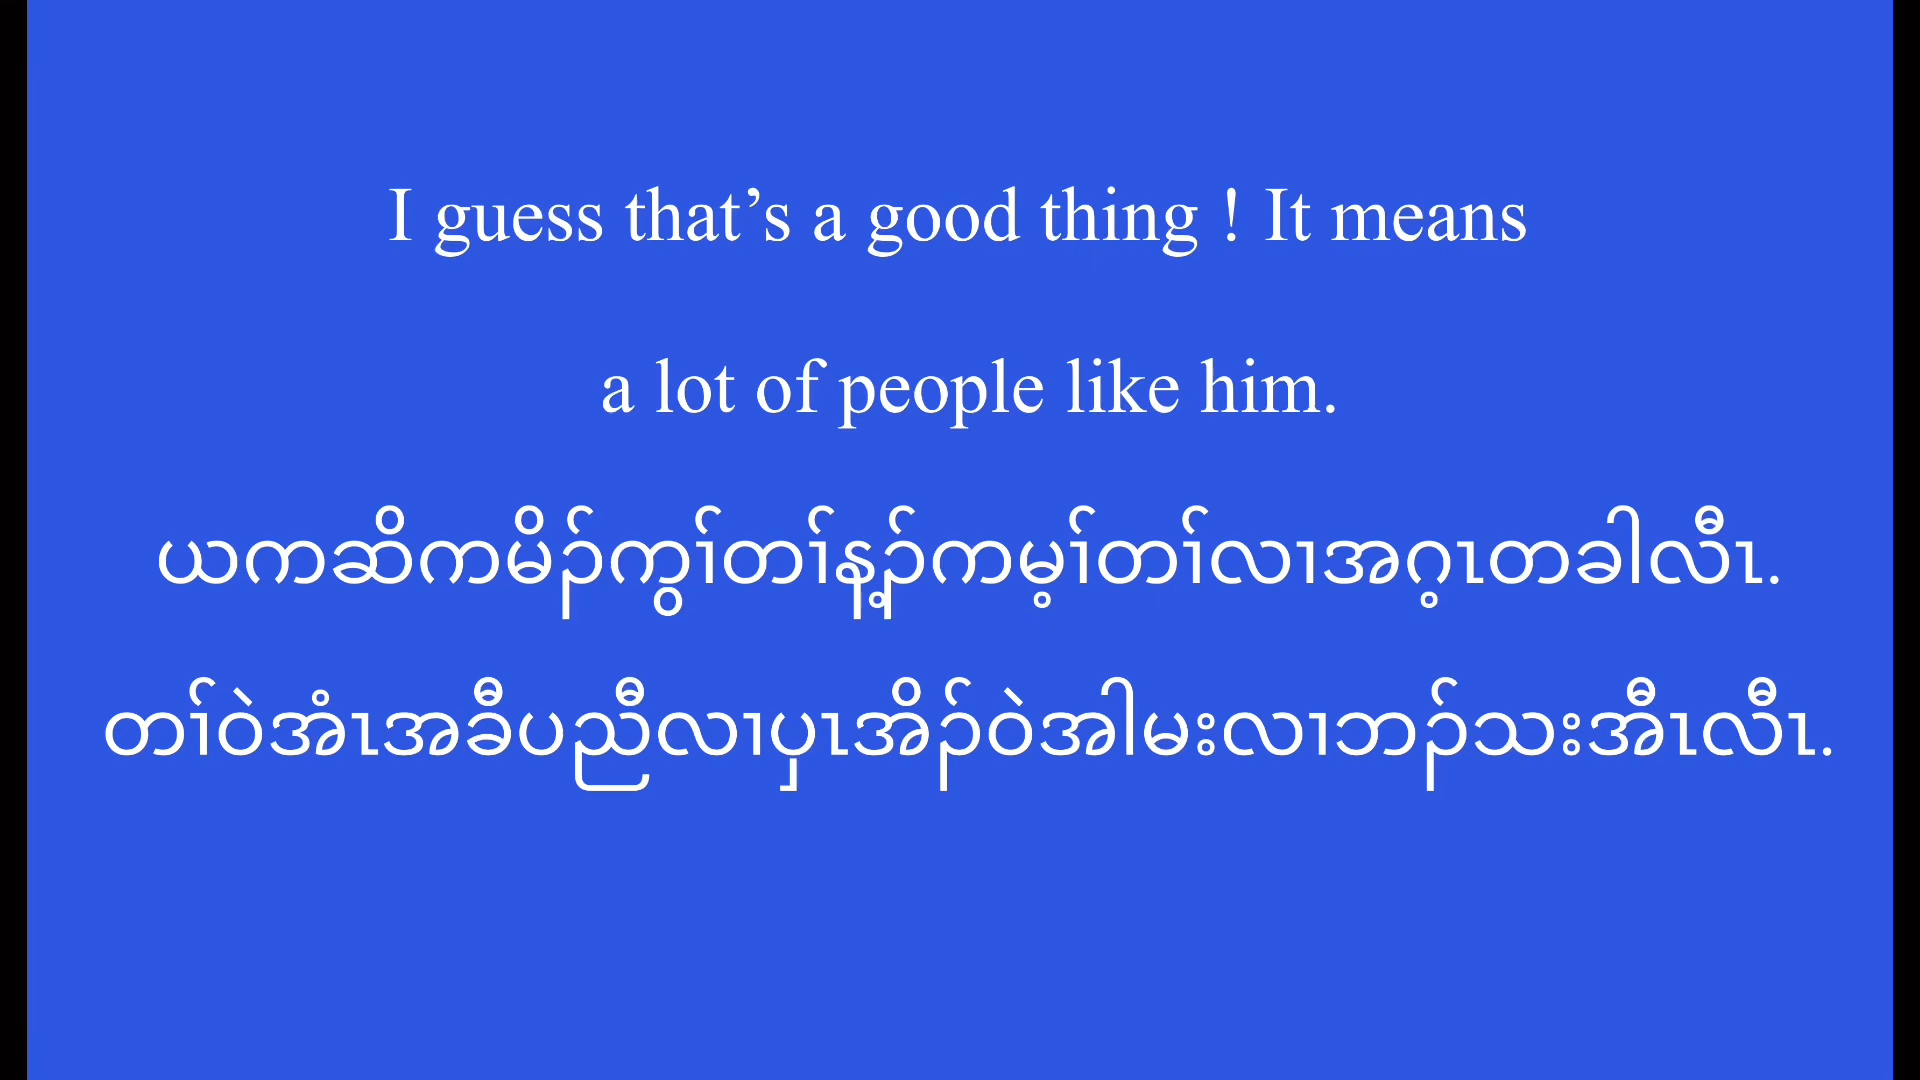 I guess that’s a good thing ! It means
a lot of people like him.
ယကဆိကမိၣ်ကွၢ်တၢ်န့ၣ်ကမ့ၢ်တၢ်လၢအဂ့ၤတခါလီၤ.
တၢ်ဝဲအံၤအခီပညီလၢပှၤအိၣ်ဝဲအါမးလၢဘၣ်သးအီၤလီၤ.